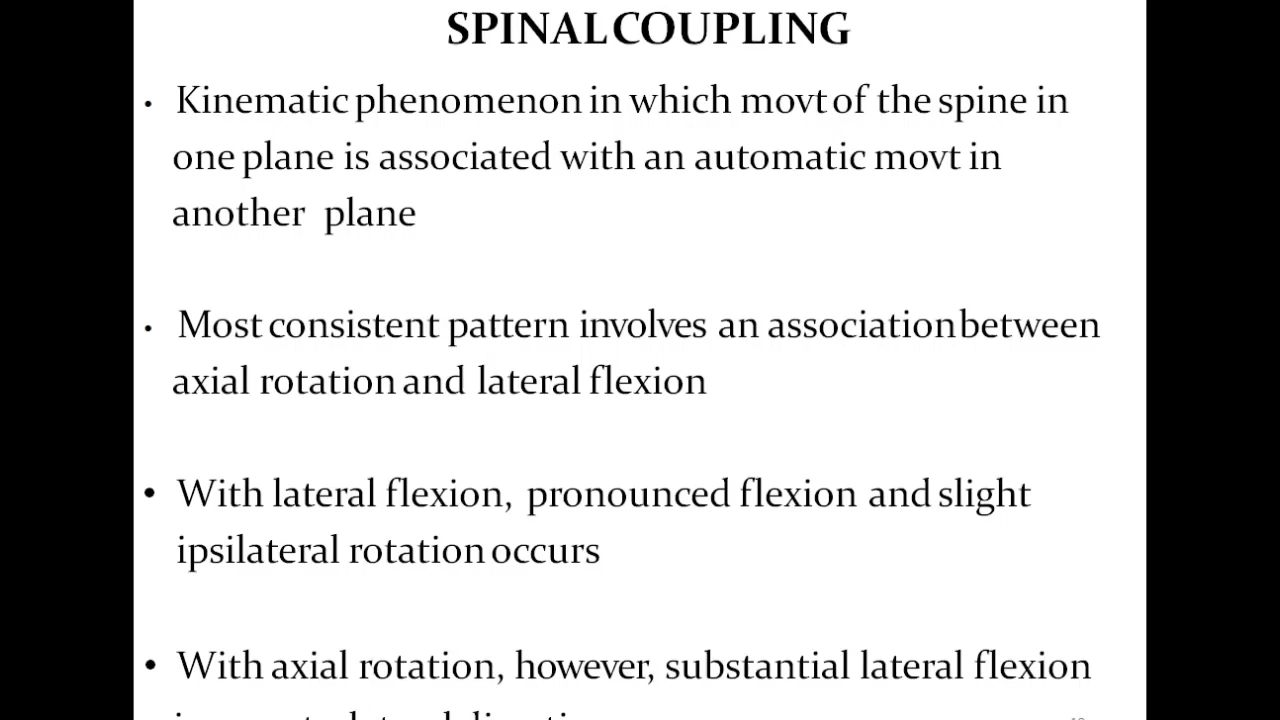 SPINAL COUPLING
• Kinematic phenomenon in which movt of the spine in
one plane is associated with an automatic movt in
another plane
• Most consistent pattern involves an association between
axial rotation and lateral flexion
• With lateral flexion, pronounced flexion and slight
ipsilateral rotation occurs
• With axial rotation, however, substantial lateral flexion